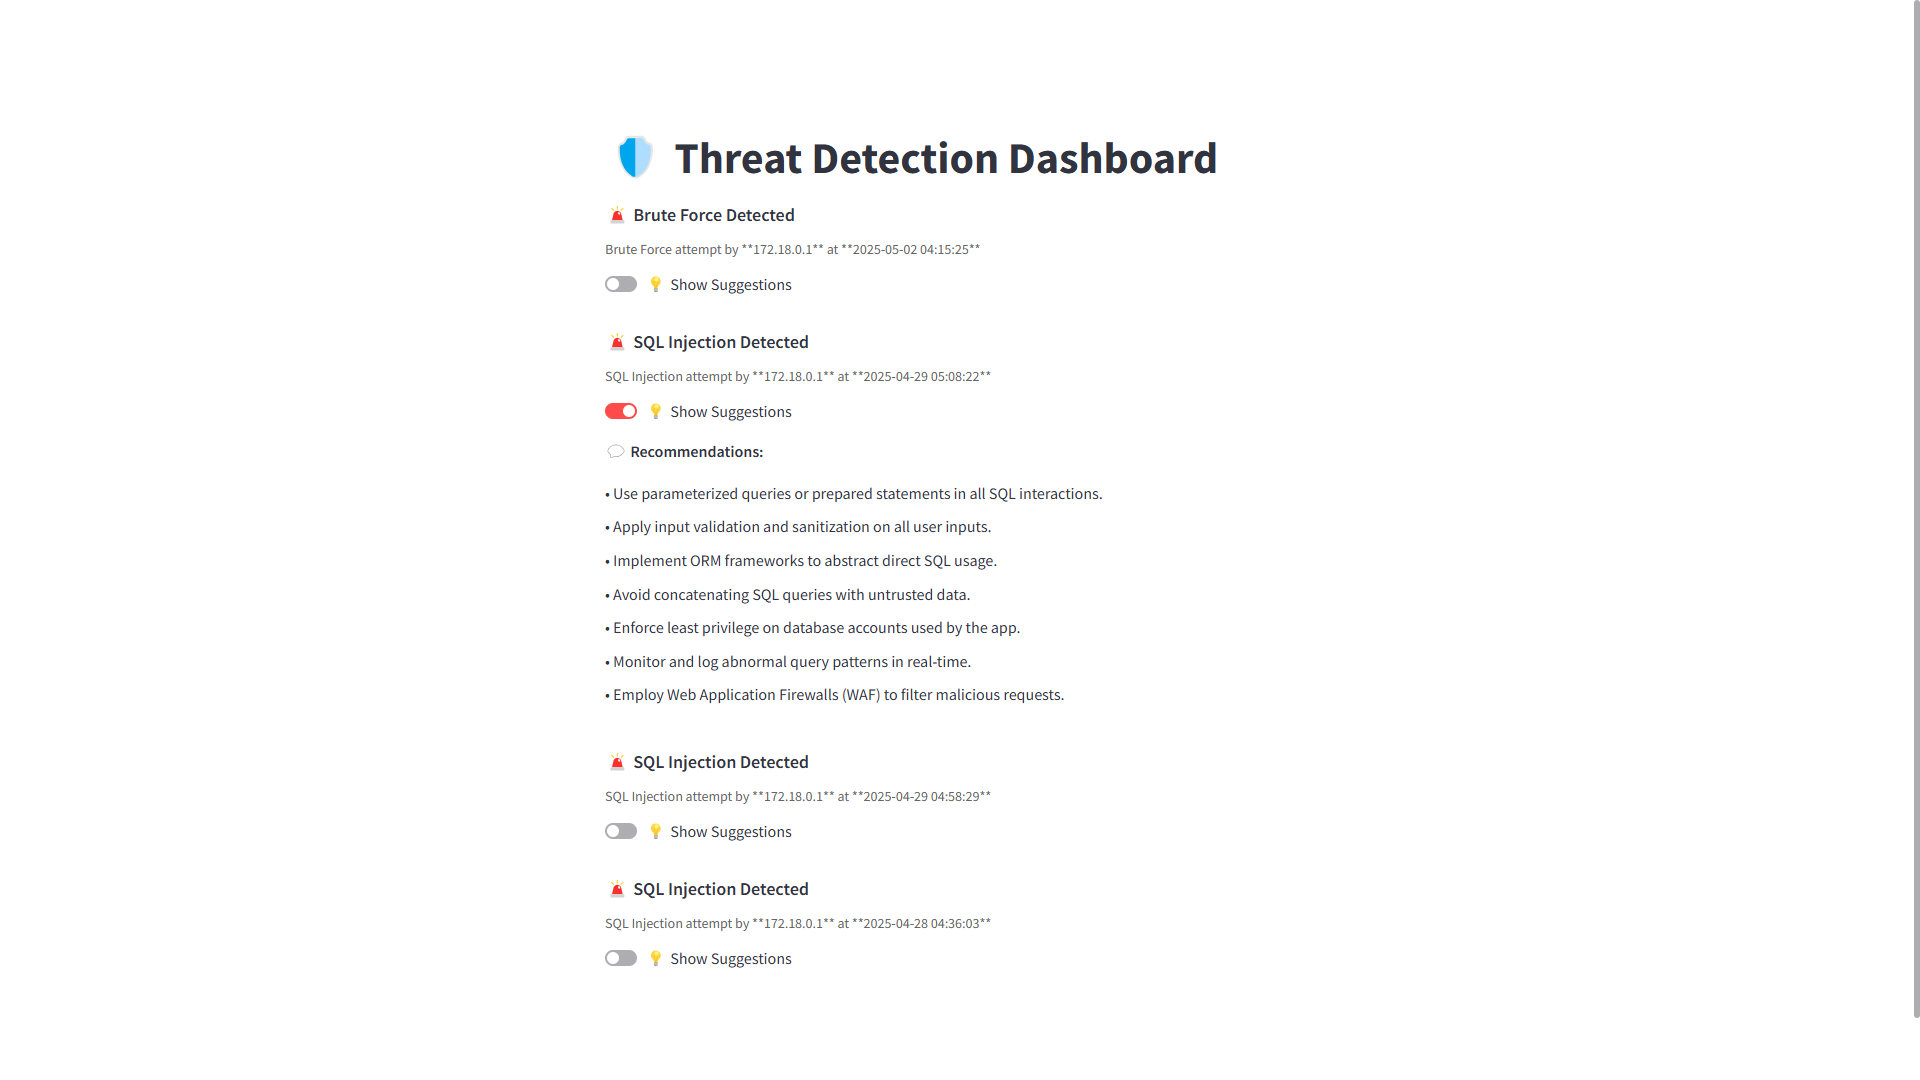 Threat Detection Dashboard
Brute Force Detected
Brute Force attempt by **172.18.0.1** at **2025-05-02 04:15:25**
Show Suggestions
SQL Injection Detected
SQL Injection attempt by **172.18.0.1** at **2025-04-29 05:08:22**
Show Suggestions
Recommendations:
• Use parameterized queries or prepared statements in all SQL interactions.
• Apply input validation and sanitization on all user inputs.
• Implement ORM frameworks to abstract direct SQL usage.
• Avoid concatenating SQL queries with untrusted data.
• Enforce least privilege on database accounts used by the app.
• Monitor and log abnormal query patterns in real-time.
• Employ Web Application Firewalls (WAF) to filter malicious requests.
SQL Injection Detected
SQL Injection attempt by **172.18.0.1** at **2025-04-29 04:58:29**
Show Suggestions
SQL Injection Detected
SQL Injection attempt by **172.18.0.1** at **2025-04-28 04:36:03**
Show Suggestions